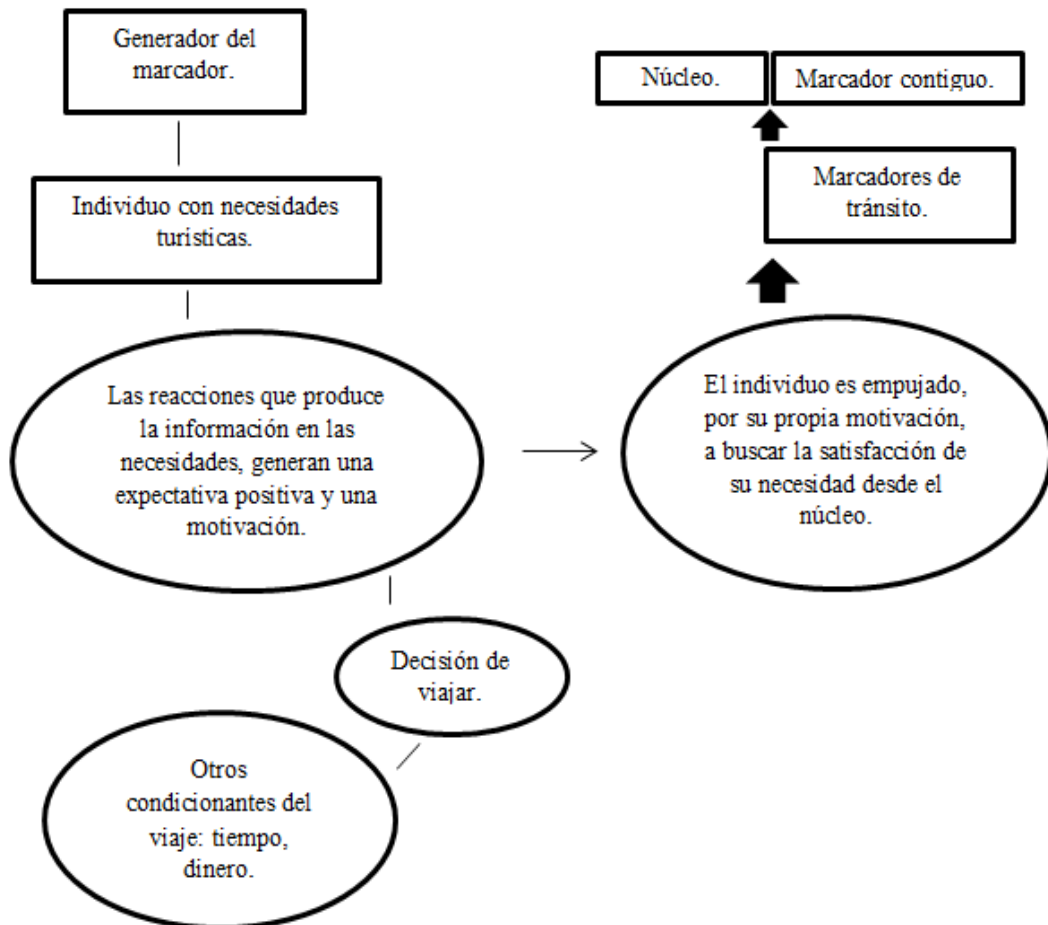 Generador del
marcador.
Individuo con necesidades
turísticas.
Las reacciones que produce
la información en las
necesidades, generan una
expectativa positiva y una
motivación.
Decisión de
viajar.
Otros
condicionantes del
viaje: tiempo,
dinero.
Núcleo.
Marcador contiguo.
Marcadores de
tránsito.
El individuo es empujado,
por su propia motivación,
a buscar la satisfacción de
su necesidad desde el
núcleo.